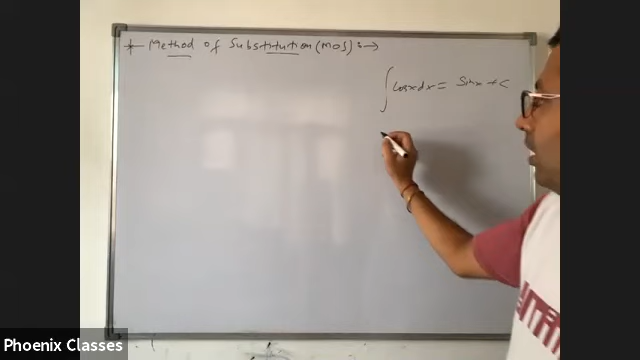 * Method of Substitution (MOS) :→
∫ cosx dx = Sinx + C
Phoenix Classes